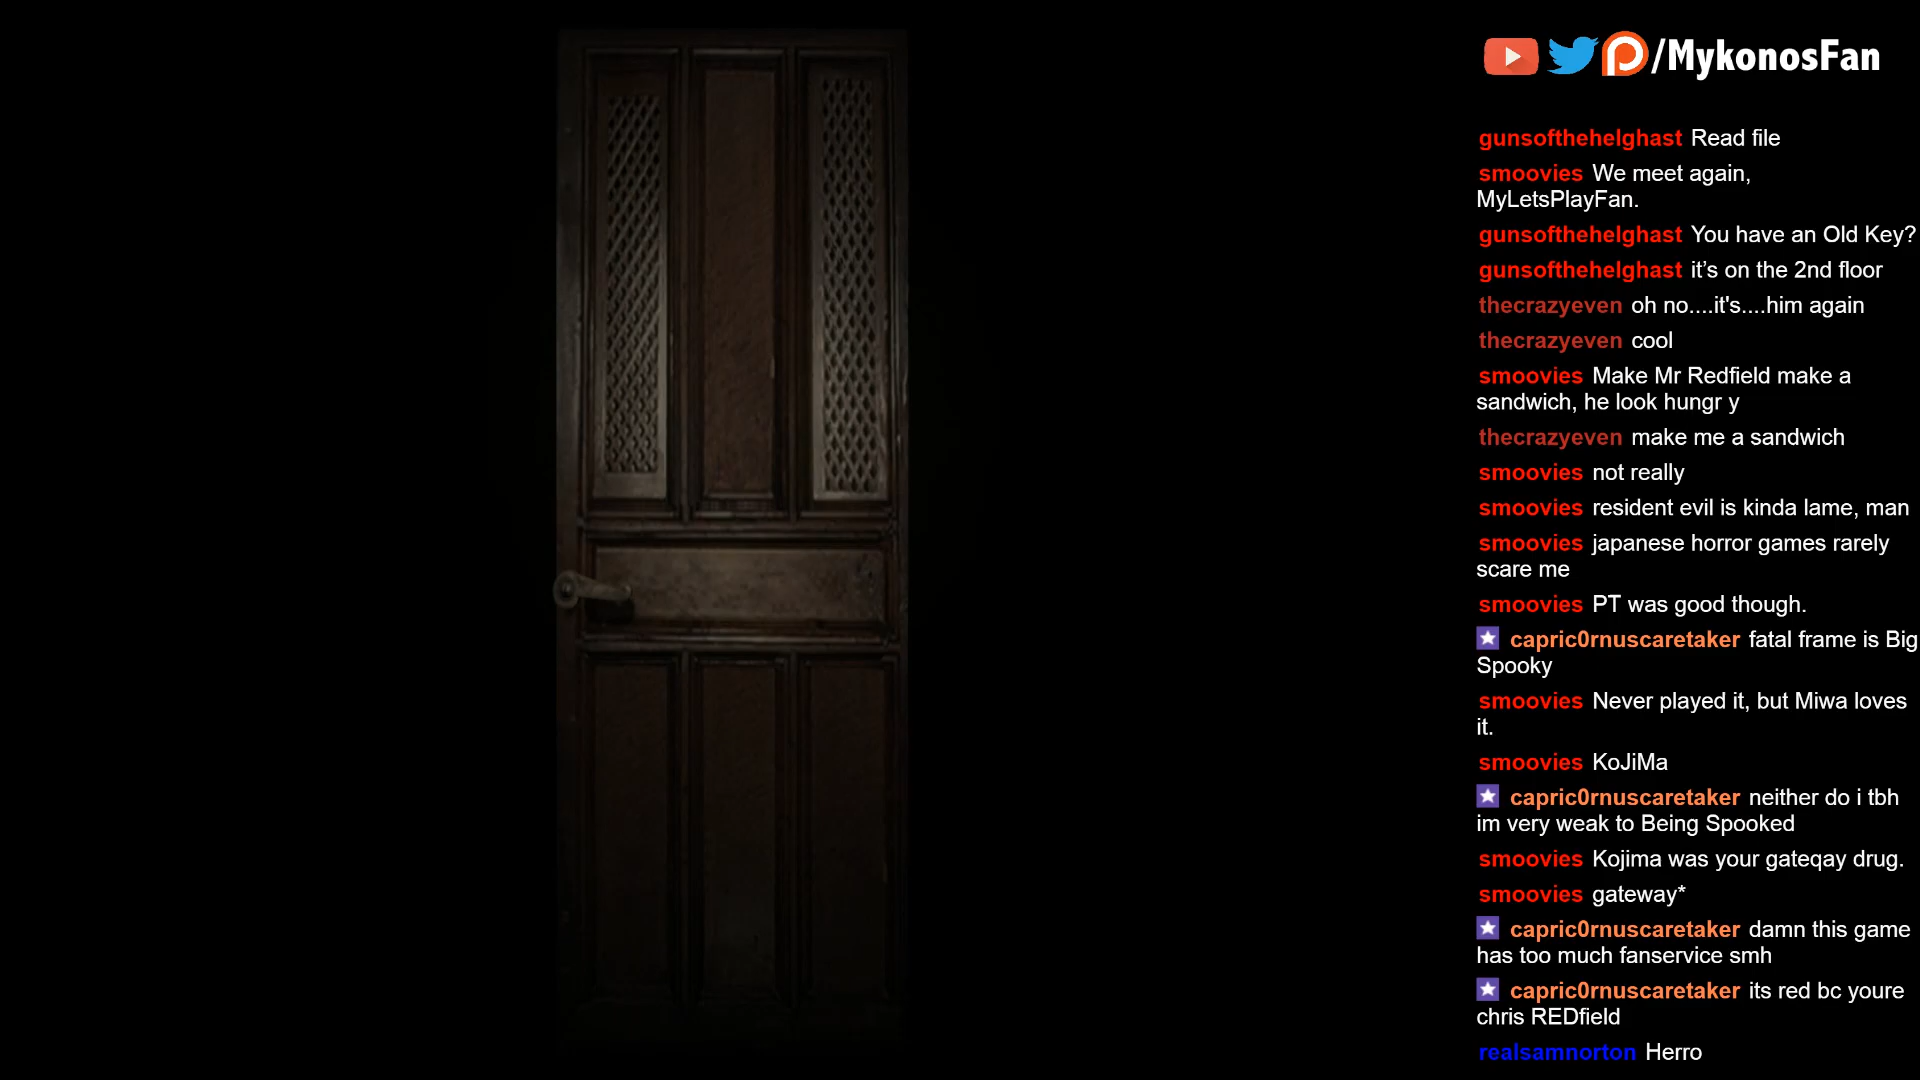 /MykonosFan
gunsofthehelghast Read file
smoovies We meet again,
MyLetsPlayFan.
gunsofthehelghast You have an Old Key?
gunsofthehelghast it’s on the 2nd floor
thecrazyeven oh no....it's....him again
thecrazyeven cool
smoovies Make Mr Redfield make a
sandwich, he look hungr y
thecrazyeven make me a sandwich
smoovies not really
smoovies resident evil is kinda lame, man
smoovies japanese horror games rarely
scare me
smoovies PT was good though.
capric0rnuscaretaker fatal frame is Big
Spooky
smoovies Never played it, but Miwa loves
it.
smoovies KoJiMa
capric0rnuscaretaker neither do i tbh
im very weak to Being Spooked
smoovies Kojima was your gateqay drug.
smoovies gateway*
capric0rnuscaretaker damn this game
has too much fanservice smh
capric0rnuscaretaker its red bc youre
chris REDfield
realsamnorton Herro